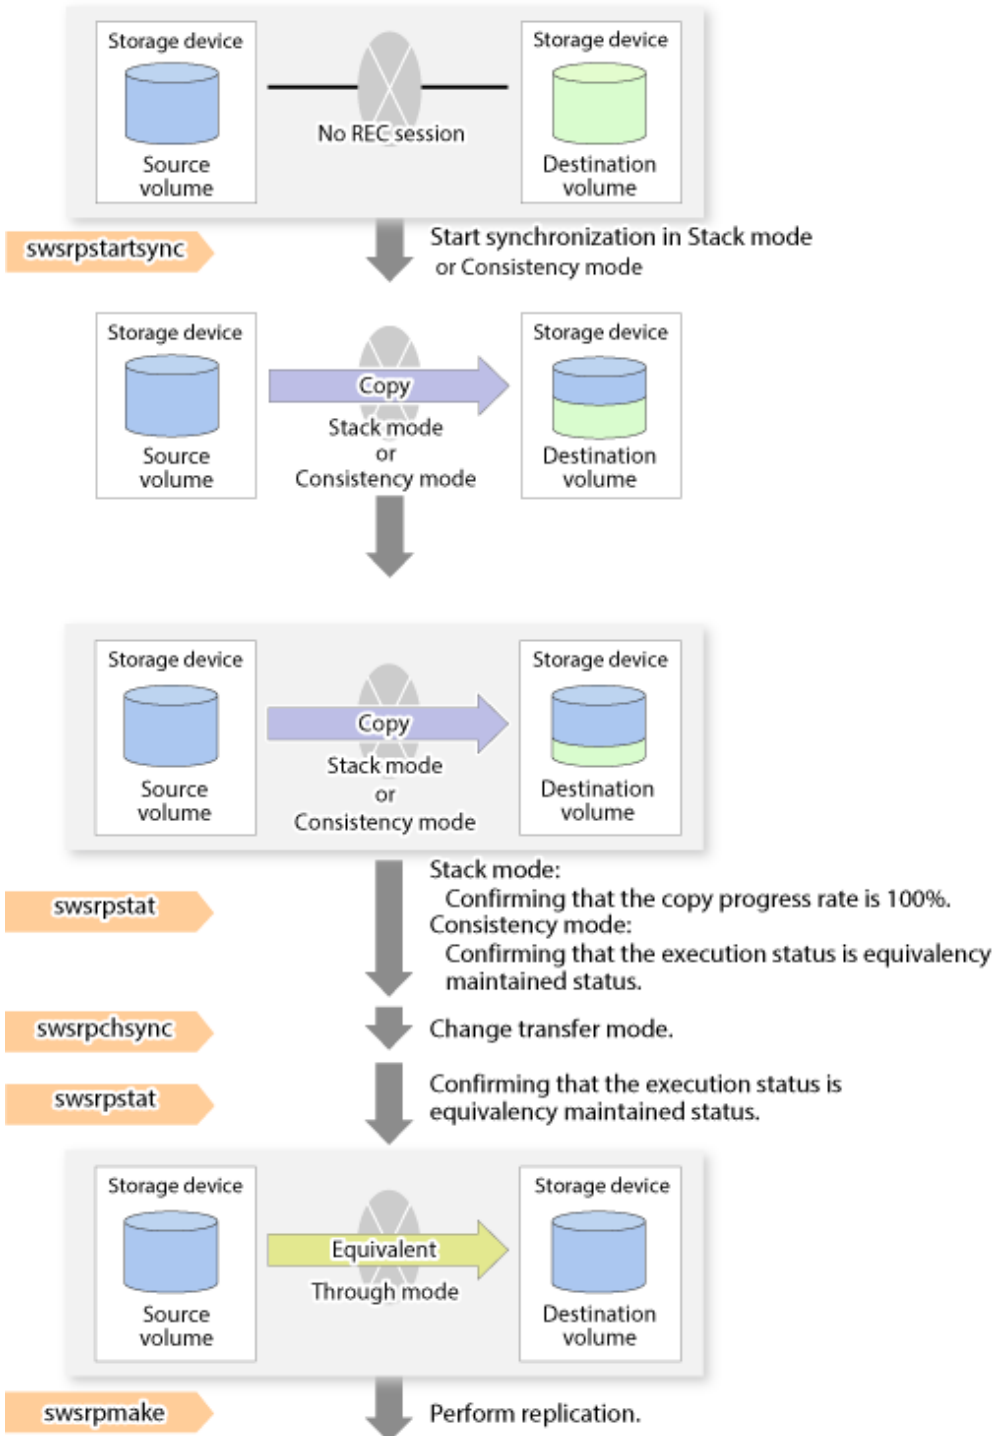 Storage device
Storage device
No REC session
Source
volume
Destination
volume
swsrpstartsync
Start synchronization in Stack mode
or Consistency mode
Storage device
Storage device
Copy
Stack mode
or
Consistency mode
Source
volume
Destination
volume
Storage device
Storage device
Copy
Stack mode
or
Consistency mode
Source
volume
Destination
volume
swsrpstat
Stack mode:
Confirming that the copy progress rate is 100%.
Consistency mode:
Confirming that the execution status is equivalency
maintained status.
swsrpchsync
Change transfer mode.
swsrpstat
Confirming that the execution status is
equivalency maintained status.
Storage device
Storage device
Equivalent
Through mode
Source
volume
Destination
volume
swsrpmake
Perform replication.